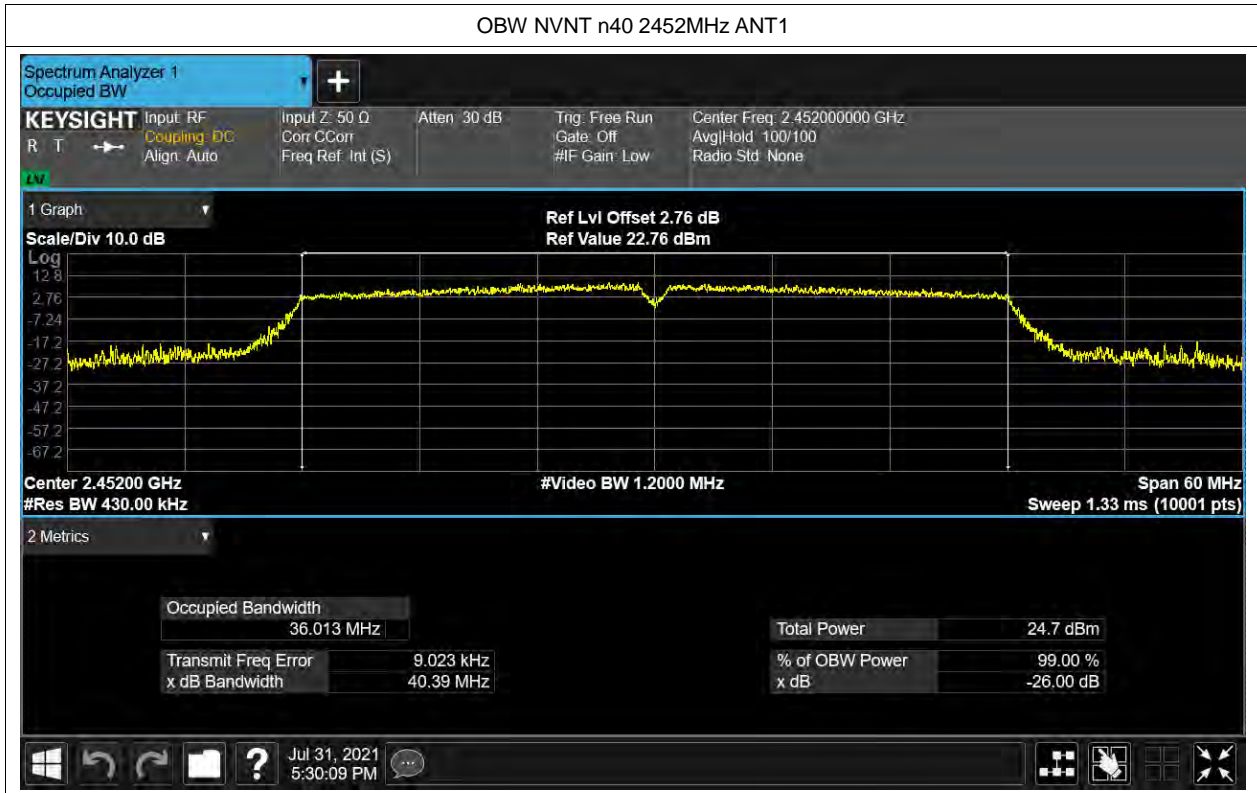 OBW NVNT n40 2452MHz ANT1
Spectrum Analyzer 1
Occupied BW
+
KEYSIGHT
R T
Input: RF
Coupling: DC
Align: Auto
Input Z: 50 Ω
Corr CCorr
Freq Ref: Int (S)
Atten: 30 dB
Trig: Free Run
Gate: Off
#IF Gain: Low
Center Freq: 2.452000000 GHz
Avg|Hold: 100/100
Radio Std: None
1 Graph
Scale/Div 10.0 dB
Ref Lvl Offset 2.76 dB
Ref Value 22.76 dBm
Log
12.8
2.76
-7.24
-17.2
-27.2
-37.2
-47.2
-57.2
-67.2
Center 2.45200 GHz
#Video BW 1.2000 MHz
Span 60 MHz
#Res BW 430.00 kHz
Sweep 1.33 ms (10001 pts)
2 Metrics
Occupied Bandwidth
36.013 MHz
Total Power 24.7 dBm
Transmit Freq Error 9.023 kHz
% of OBW Power 99.00 %
x dB Bandwidth 40.39 MHz
x dB -26.00 dB
?
Jul 31, 2021
5:30:09 PM